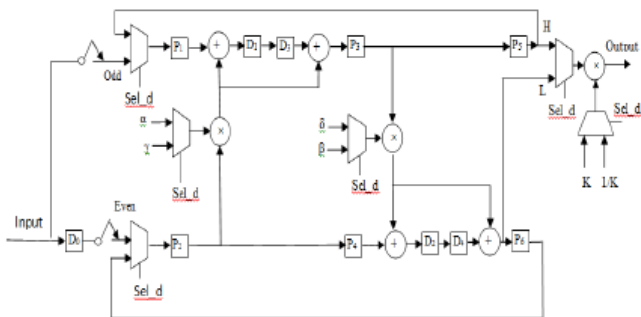 H
P₁
D₁
D₃
P₃
P₅
Output
Odd
L
Sel_d
Sel_d
Sel_d
α
δ
γ
β
K 1/K
Sel_d
Sel_d
Input
Even
D₀
P₂
P₄
D₂
D₄
P₆
Sel_d